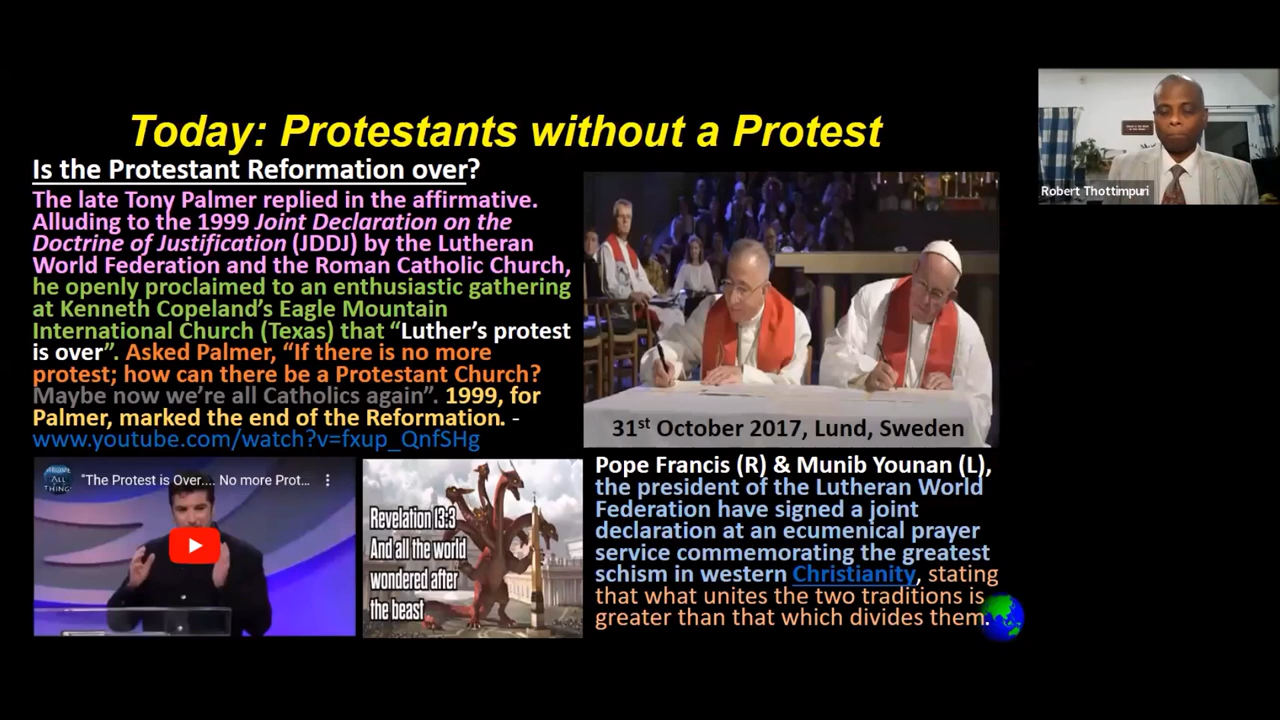 Today: Protestants without a Protest
Is the Protestant Reformation over?
The late Tony Palmer replied in the affirmative.
Alluding to the 1999 Joint Declaration on the
Doctrine of Justification (JDDJ) by the Lutheran
World Federation and the Roman Catholic Church,
he openly proclaimed to an enthusiastic gathering
at Kenneth Copeland's Eagle Mountain
International Church (Texas) that “Luther's protest
is over”. Asked Palmer, “If there is no more
protest; how can there be a Protestant Church?
Maybe now we're all Catholics again”. 1999, for
Palmer, marked the end of the Reformation. -
www.youtube.com/watch?v=fxup_QnfSHg
"The Protest is Over.... No more Prot...
ALL
THING
Revelation 13:3
And all the world
wondered after
the beast
31st October 2017, Lund, Sweden
Pope Francis (R) & Munib Younan (L),
the president of the Lutheran World
Federation have signed a joint
declaration at an ecumenical prayer
service commemorating the greatest
schism in western Christianity, stating
that what unites the two traditions is
greater than that which divides them.
Robert Thottimpuri